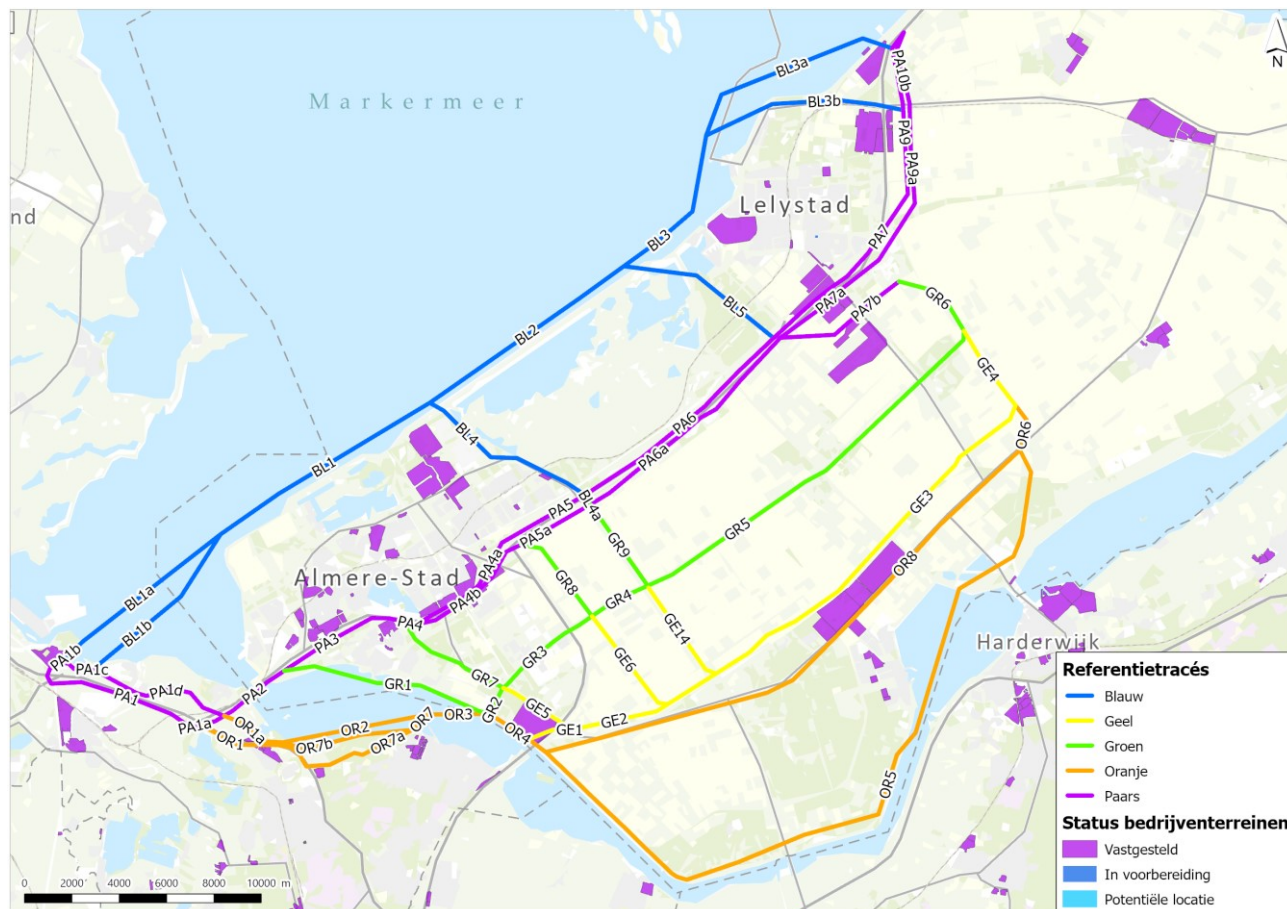 N
Markermeer
nd
Lelystad
Almere-Stad
Harderwijk
BL3a
PA10b
BL3b
PA9
PA9a
BL3
PA7
PA7a
PA7b
GR6
BL5
BL2
GE4
OR6
PA6
PA6a
BL4
BL1
GE3
BL4a
PA5
PA5a
GR5
OR8
PA4a
GR9
BL1a
PA4b
GR8
GR4
BL1b
PA4
PA3
GR3
GE14
GE6
PA1b
PA1c
PA1d
PA1
PA2
GR1
GR7
GR2
GE5
PA1a
OR1a
OR1
OR2
OR7
OR3
OR7b
OR7a
OR4
GE1
GE2
OR5
Referentietracés
Blauw
Geel
Groen
Oranje
Paars
Status bedrijventerreinen
Vastgesteld
In voorbereiding
Potentiële locatie
0 2000 4000 6000 8000 10000 m